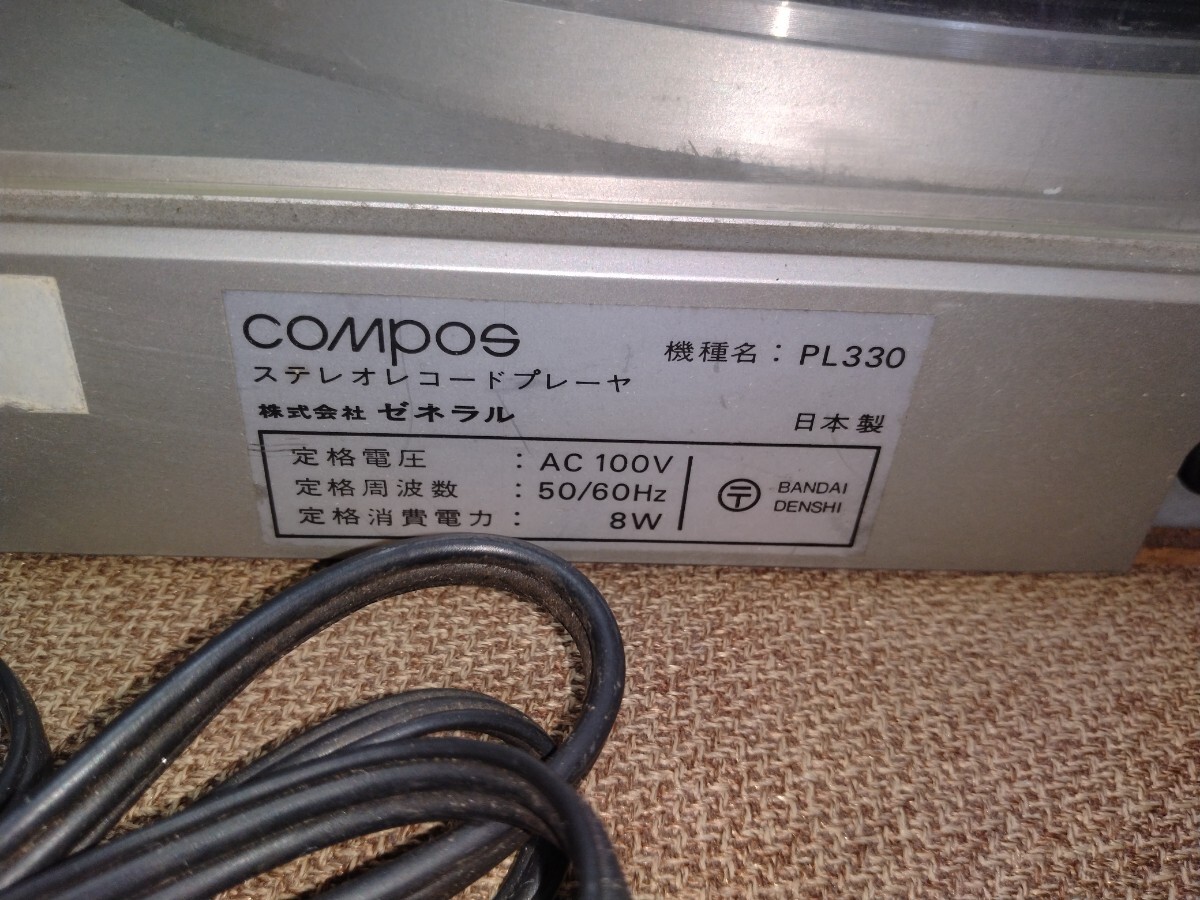 COMPOS
機種名： PL330
ステレオレコードプレーヤ
株式会社 ゼネラル
日本製
定格電圧 ： AC 100V
定格周波数 ： 50/60Hz
定格消費電力 ： 8W
〒 BANDAI
DENSHI